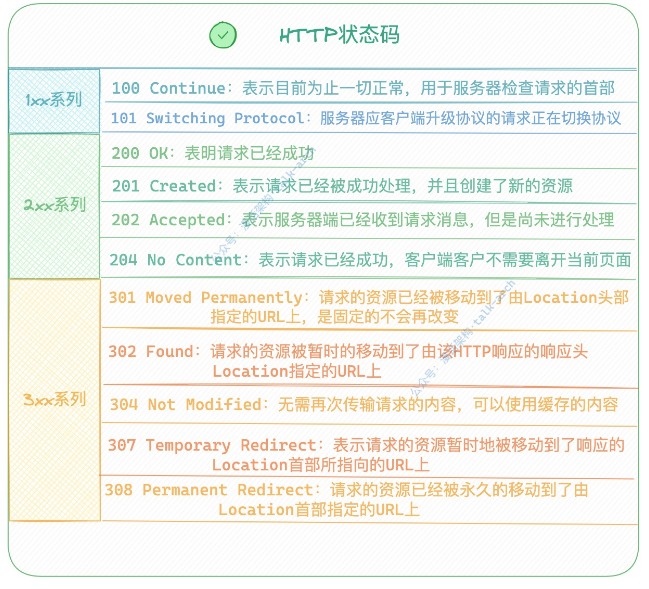 HTTP状态码
1xx系列
100 Continue：表示目前为止一切正常，用于服务器检查请求的首部
101 Switching Protocol：服务器应客户端升级协议的请求正在切换协议
2xx系列
200 OK：表明请求已经成功
201 Created：表示请求已经被成功处理，并且创建了新的资源
202 Accepted：表示服务器端已经收到请求消息，但是尚未进行处理
204 No Content：表示请求已经成功，客户端客户不需要离开当前页面
3xx系列
301 Moved Permanently：请求的资源已经被移动到了由Location头部
指定的URL上，是固定的不会再改变
302 Found：请求的资源被暂时的移动到了由该HTTP响应的响应头
Location指定的URL上
304 Not Modified：无需再次传输请求的内容，可以使用缓存的内容
307 Temporary Redirect：表示请求的资源暂时地被移动到了响应的
Location首部所指向的URL上
308 Permanent Redirect：请求的资源已经被永久的移动到了由
Location首部指定的URL上